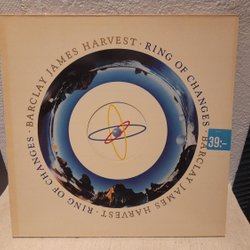 BARCLAY JAMES HARVEST · RING OF CHANGES ·
BARCLAY JAMES HARVEST · RING OF CHANGES ·
39:-